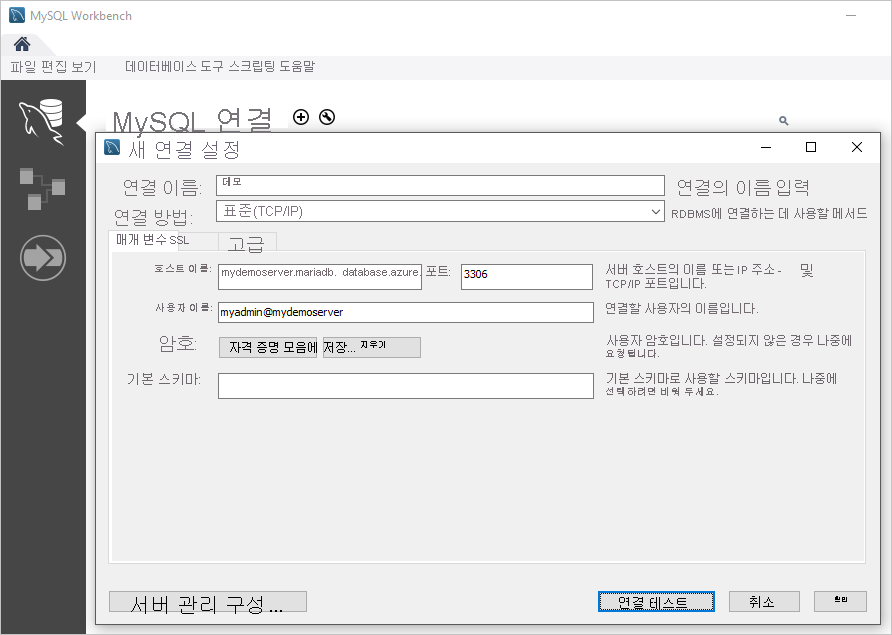 MySQL Workbench
파일 편집 보기 데이터베이스 도구 스크립팅 도움말
MySQL 연결
새 연결 설정
연결 이름: 데모 연결의 이름 입력
연결 방법: 표준(TCP/IP) RDBMS에 연결하는 데 사용할 메서드
매개 변수 SSL 고급
호스트 이름: mydemoserver.mariadb. database.azure. 포트: 3306 서버 호스트의 이름 또는 IP 주소 - 및
TCP/IP 포트입니다.
사용자 이름: myadmin@mydemoserver 연결할 사용자의 이름입니다.
암호: 자격 증명 모음에 저장... 지우기 사용자 암호입니다. 설정되지 않은 경우 나중에
요청됩니다.
기본 스키마: 기본 스키마로 사용할 스키마입니다. 나중에
선택하려면 비워 두세요.
서버 관리 구성... 연결 테스트 취소 확인